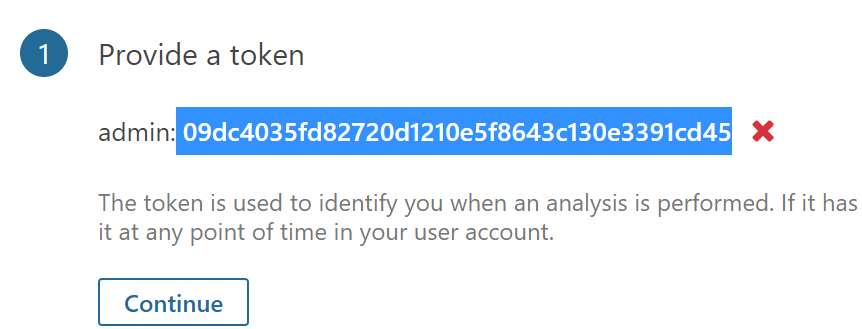 1 Provide a token
admin: 09dc4035fd82720d1210e5f8643c130e3391cd45
The token is used to identify you when an analysis is performed. If it has
it at any point of time in your user account.
Continue